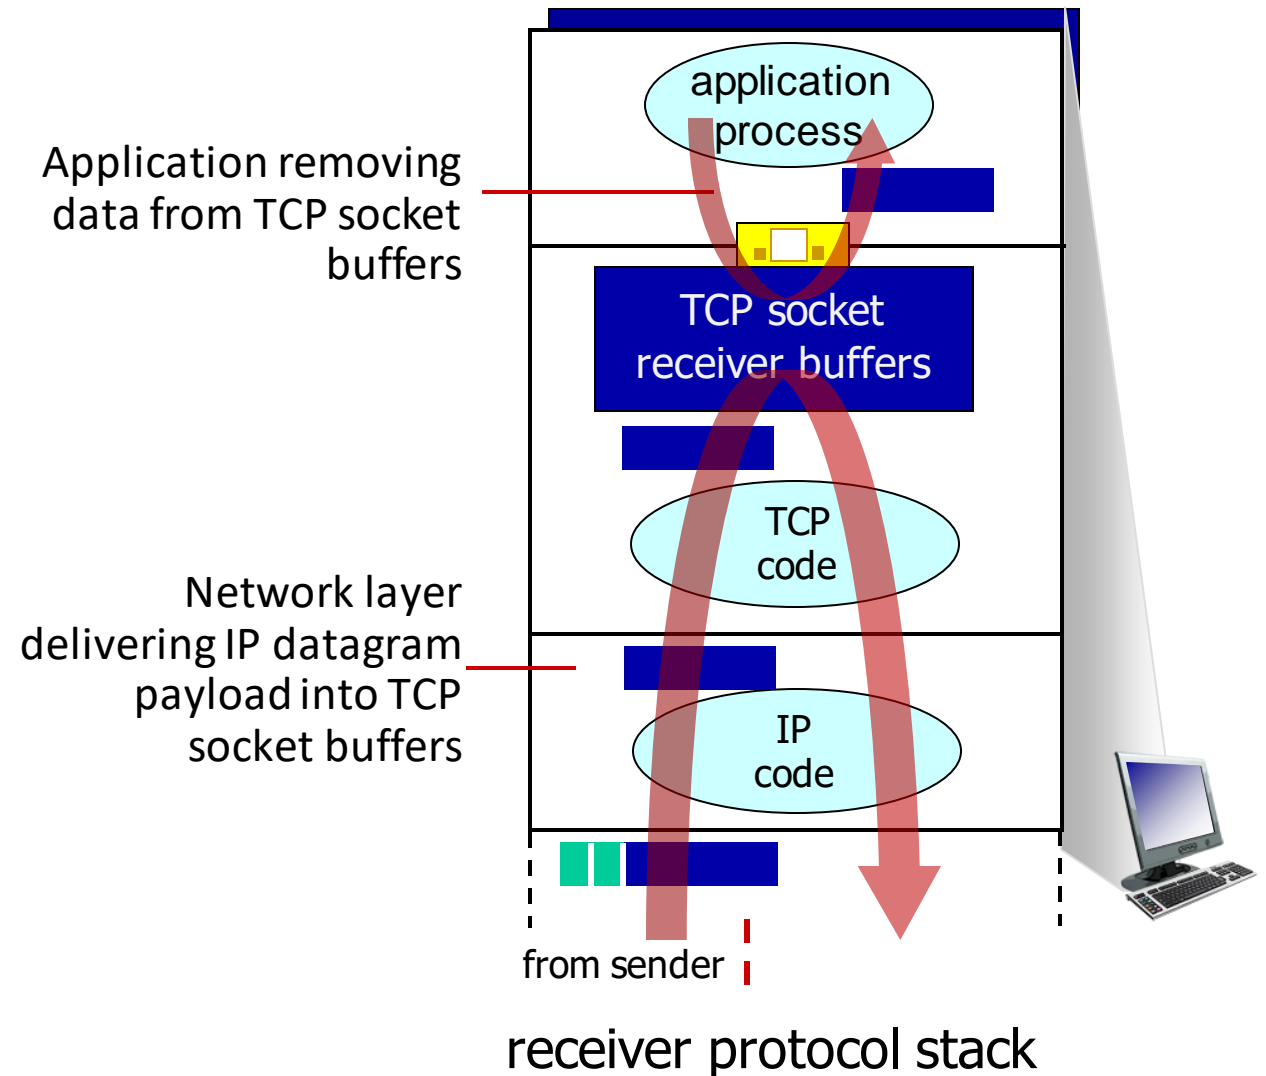 application
process
Application removing
data from TCP socket
buffers
TCP socket
receiver buffers
TCP
code
Network layer
delivering IP datagram
payload into TCP
socket buffers
IP
code
from sender
receiver protocol stack